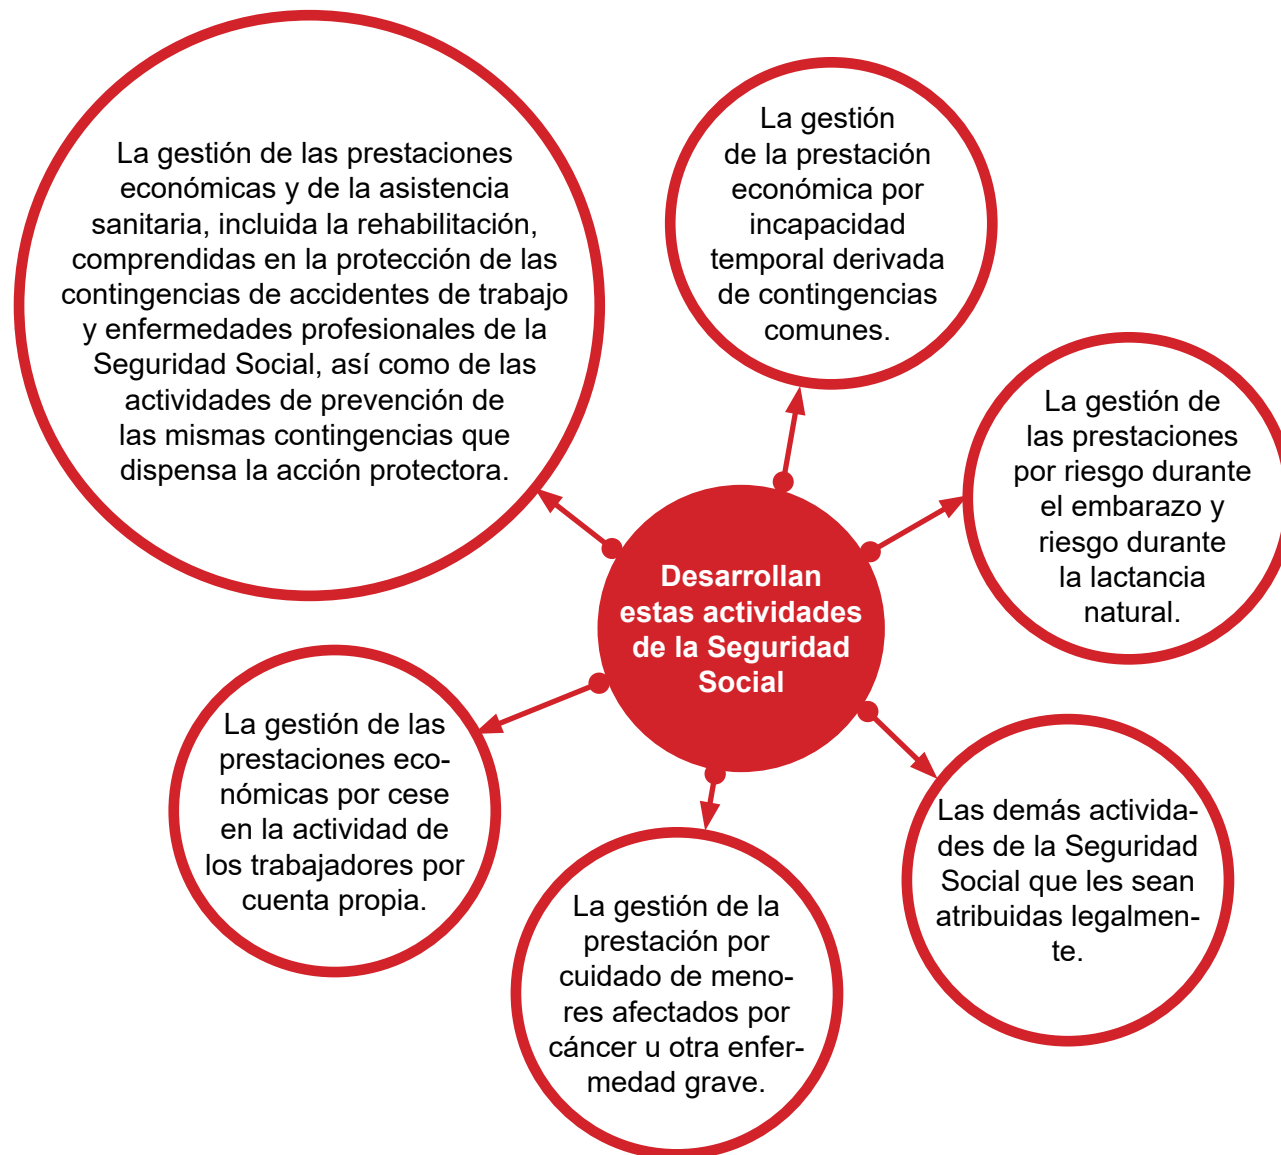 La gestión de las prestaciones
económicas y de la asistencia
sanitaria, incluida la rehabilitación,
comprendidas en la protección de las
contingencias de accidentes de trabajo
y enfermedades profesionales de la
Seguridad Social, así como de las
actividades de prevención de
las mismas contingencias que
dispensa la acción protectora.
La gestión
de la prestación
económica por
incapacidad
temporal derivada
de contingencias
comunes.
La gestión de
las prestaciones
por riesgo durante
el embarazo y
riesgo durante
la lactancia
natural.
Desarrollan
estas actividades
de la Seguridad
Social
La gestión de las
prestaciones eco-
nómicas por cese
en la actividad de
los trabajadores por
cuenta propia.
La gestión de la
prestación por
cuidado de meno-
res afectados por
cáncer u otra enfer-
medad grave.
Las demás activida-
des de la Seguridad
Social que les sean
atribuidas legalmen-
te.